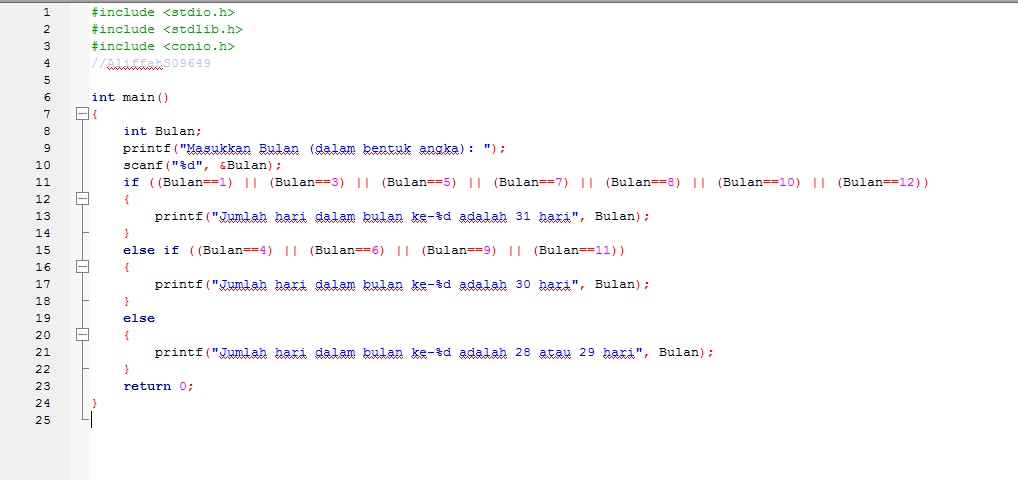 1 #include <stdio.h>
2 #include <stdlib.h>
3 #include <conio.h>
4 //AliffahS09649
5
6 int main()
7 {
8 int Bulan;
9 printf("Masukkan Bulan (dalam bentuk angka): ");
10 scanf("%d", &Bulan);
11 if ((Bulan==1) || (Bulan==3) || (Bulan==5) || (Bulan==7) || (Bulan==8) || (Bulan==10) || (Bulan==12))
12 {
13 printf("Jumlah hari dalam bulan ke-%d adalah 31 hari", Bulan);
14 }
15 else if ((Bulan==4) || (Bulan==6) || (Bulan==9) || (Bulan==11))
16 {
17 printf("Jumlah hari dalam bulan ke-%d adalah 30 hari", Bulan);
18 }
19 else
20 {
21 printf("Jumlah hari dalam bulan ke-%d adalah 28 atau 29 hari", Bulan);
22 }
23 return 0;
24 }
25